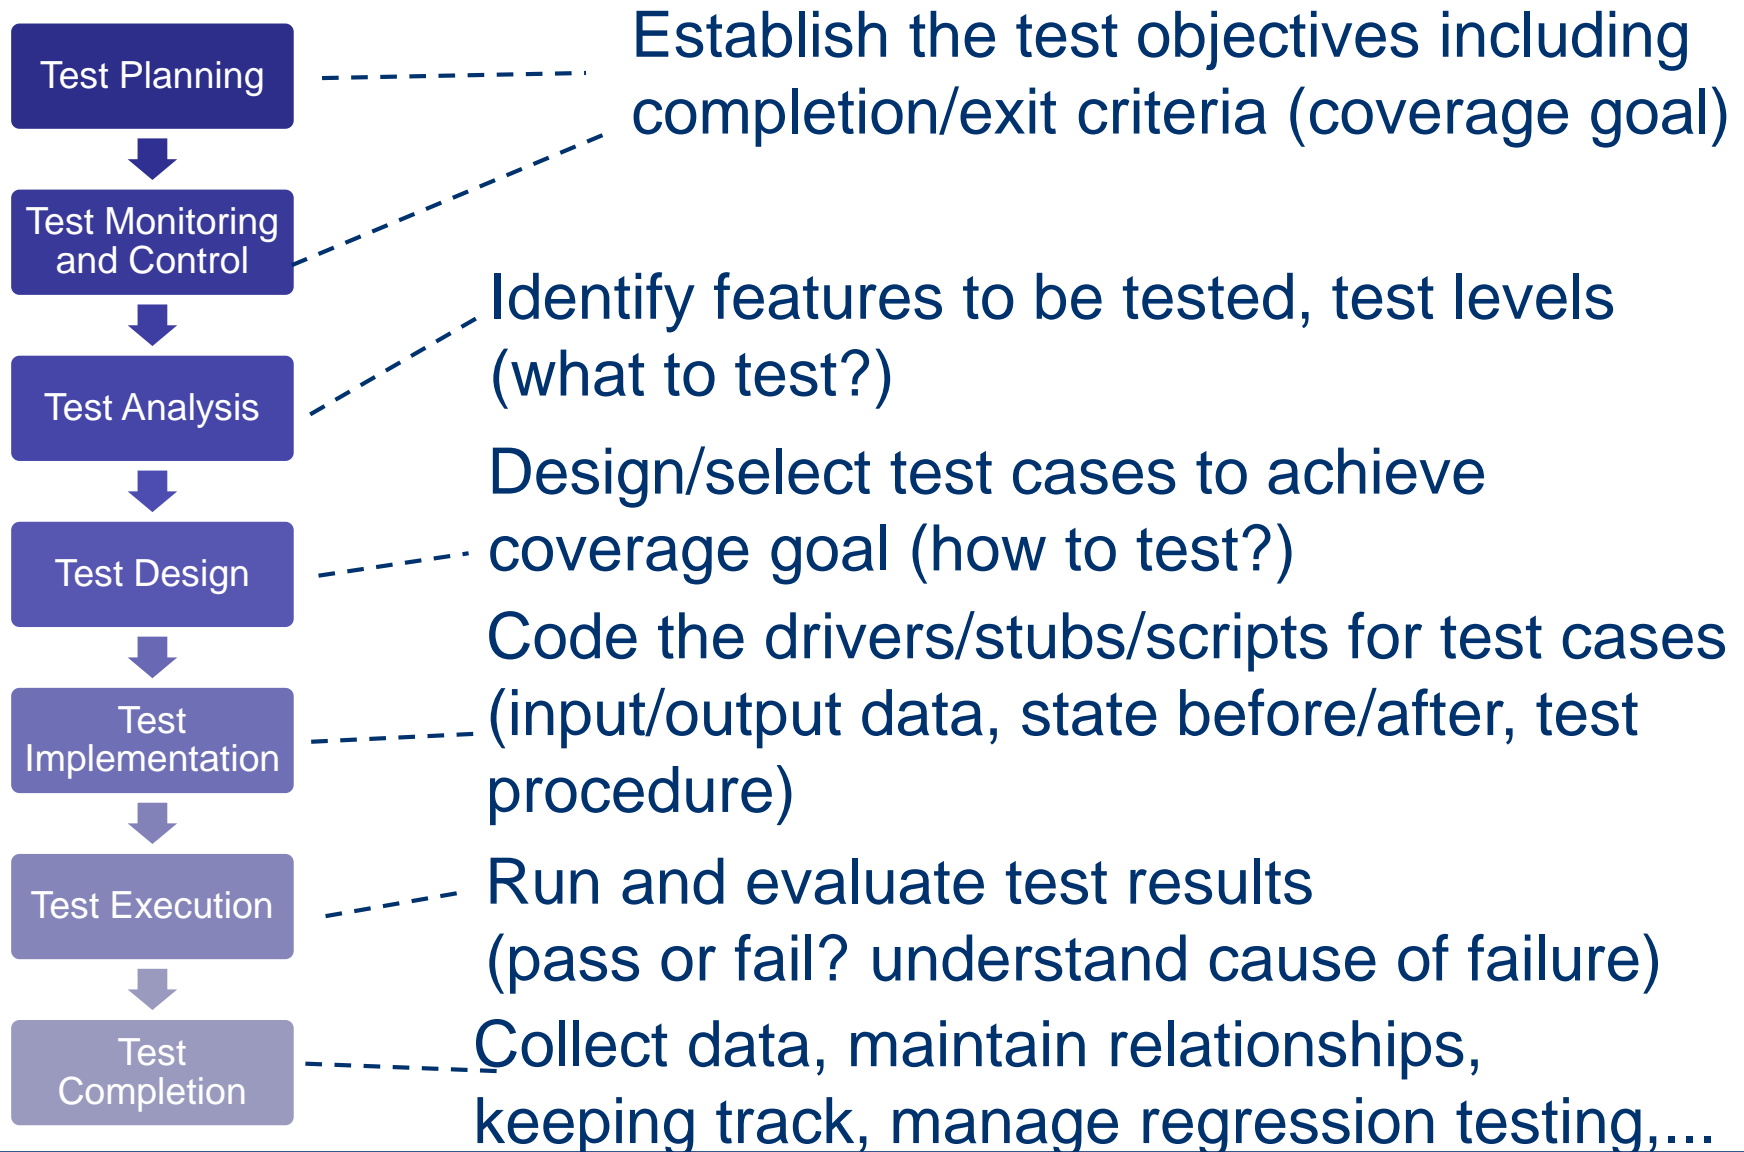 Test Planning
Establish the test objectives including
completion/exit criteria (coverage goal)
Test Monitoring
and Control
Identify features to be tested, test levels
(what to test?)
Test Analysis
Design/select test cases to achieve
coverage goal (how to test?)
Test Design
Code the drivers/stubs/scripts for test cases
(input/output data, state before/after, test
procedure)
Test
Implementation
Run and evaluate test results
(pass or fail? understand cause of failure)
Test Execution
Collect data, maintain relationships,
keeping track, manage regression testing,...
Test
Completion